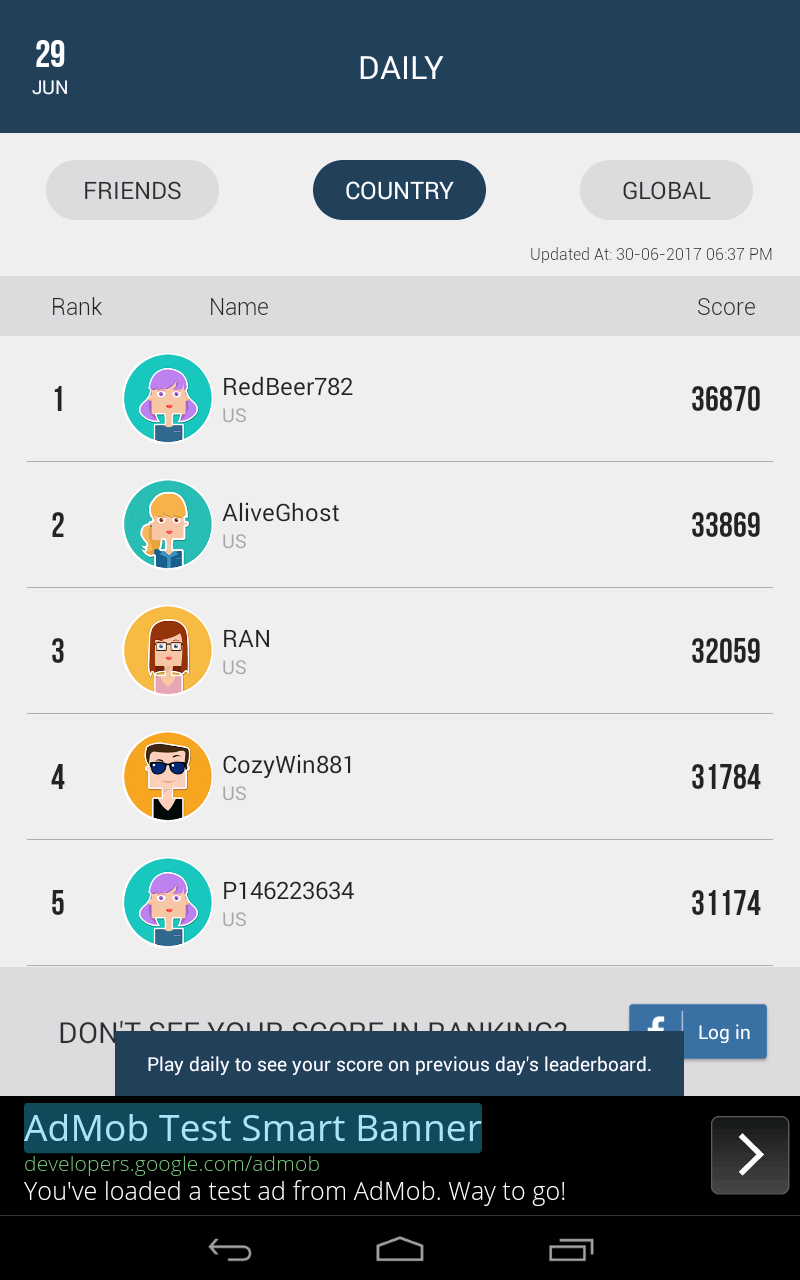 29
JUN
DAILY
FRIENDS
COUNTRY
GLOBAL
Updated At: 30-06-2017 06:37 PM
Rank Name Score
1 RedBeer782 36870
US
2 AliveGhost 33869
US
3 RAN 32059
US
4 CozyWin881 31784
US
5 P146223634 31174
US
DON'T SEE YOUR SCORE IN RANKING?
f Log in
Play daily to see your score on previous day's leaderboard.
AdMob Test Smart Banner
developers.google.com/admob
You've loaded a test ad from AdMob. Way to go!